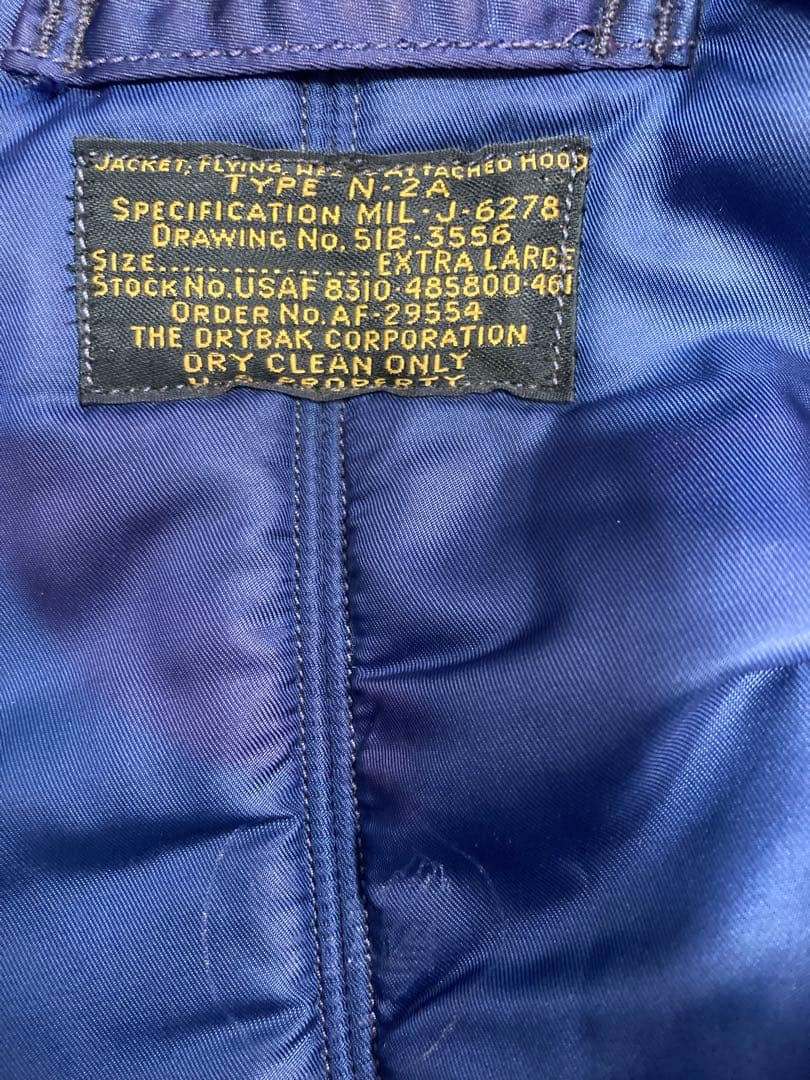 JACKET, FLYING, ATTACHED HOOD
TYPE N-2A
SPECIFICATION MIL-J-6278
DRAWING NO. 51B-3556
SIZE.................... EXTRA LARGE
STOCK NO. USAF 8310-485800-461
ORDER NO. AF-29554
THE DRYBAK CORPORATION
DRY CLEAN ONLY
U.S. PROPERTY